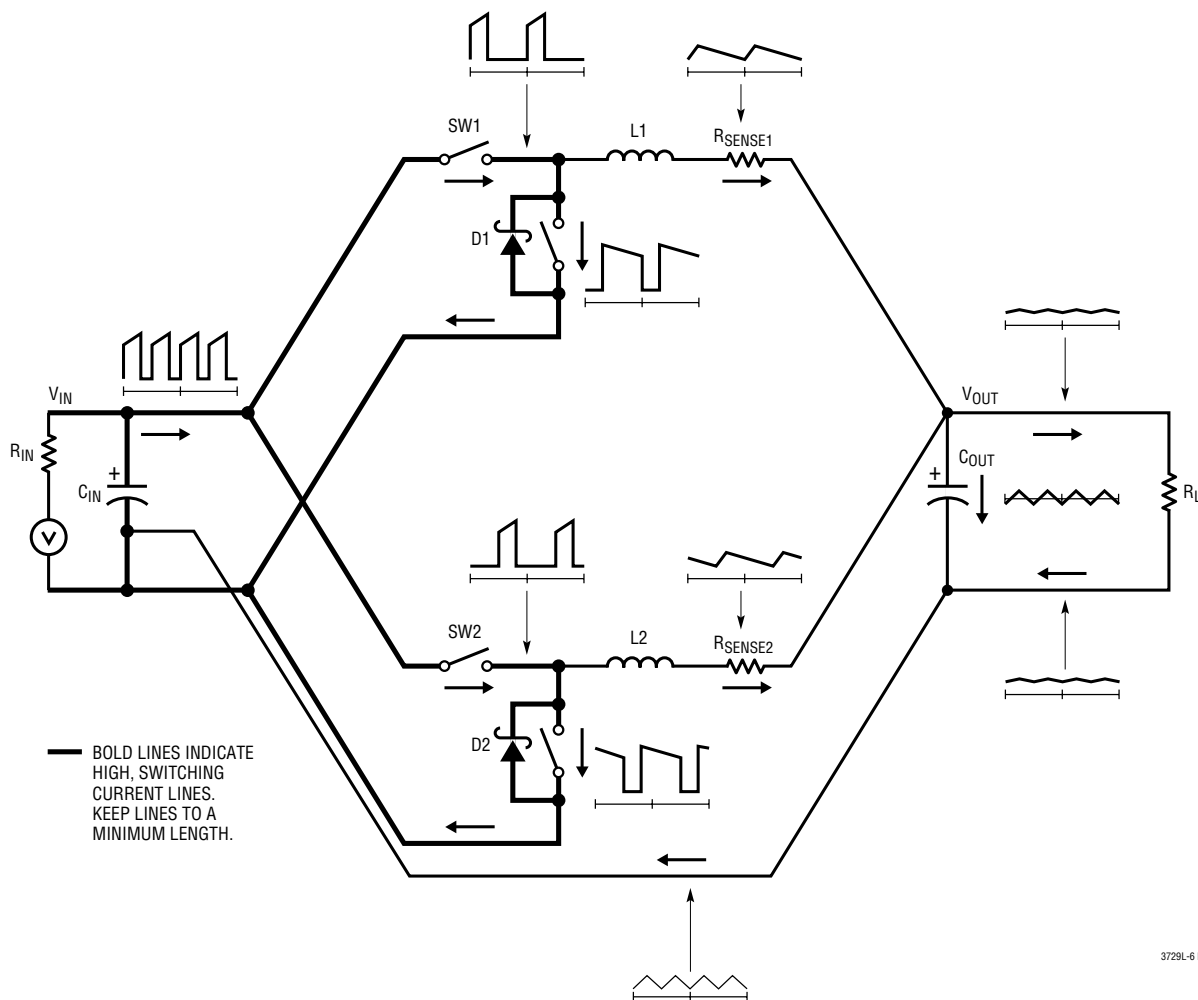 SW1
L1
RSENSE1
D1
VIN
VOUT
RIN
CIN
+
COUT
+
RL
SW2
L2
RSENSE2
D2
BOLD LINES INDICATE
HIGH, SWITCHING
CURRENT LINES.
KEEP LINES TO A
MINIMUM LENGTH.
3729L-6